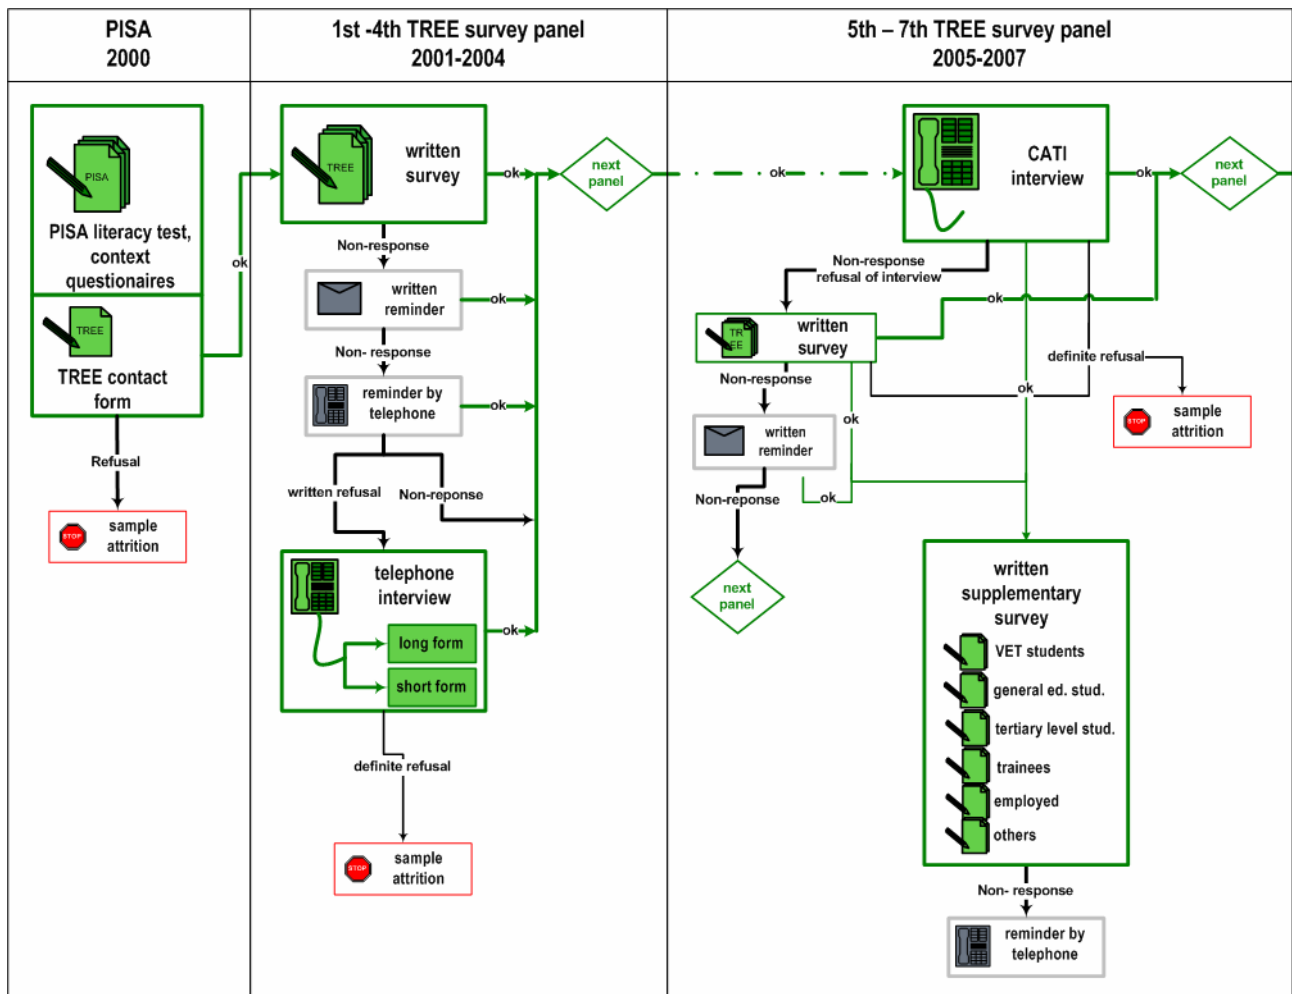 PISA
2000
1st -4th TREE survey panel
2001-2004
5th – 7th TREE survey panel
2005-2007
PISA
PISA literacy test,
context
questionaires
TREE
TREE contact
form
Refusal
STOP
sample
attrition
ok
TREE
written
survey
ok
next
panel
Non-response
written
reminder
ok
Non- response
reminder by
telephone
ok
written refusal
Non-reponse
telephone
interview
long form
short form
ok
definite refusal
STOP
sample
attrition
ok
CATI
interview
ok
next
panel
Non-response
refusal of interview
ok
TR
EE
written
survey
Non-response
written
reminder
ok
ok
Non-reponse
next
panel
ok
definite refusal
STOP
sample
attrition
written
supplementary
survey
VET students
general ed. stud.
tertiary level stud.
trainees
employed
others
Non- response
reminder by
telephone